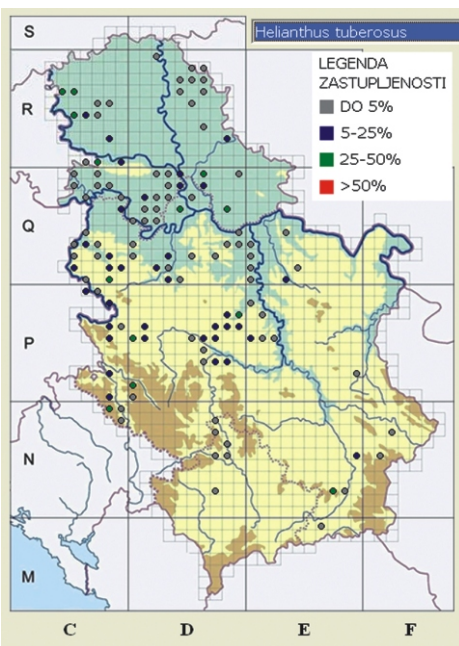 Helianthus tuberosus
LEGENDA
ZASTUPLJENOSTI
DO 5%
5-25%
25-50%
>50%
S
R
Q
P
N
M
C D E F